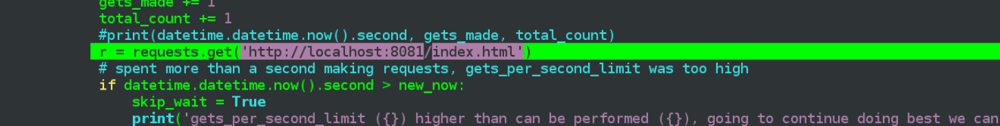 gets_made += 1
total_count += 1
#print(datetime.datetime.now().second, gets_made, total_count)
r = requests.get('http://localhost:8081/index.html')
# spent more than a second making requests, gets_per_second_limit was too high
if datetime.datetime.now().second > new_now:
skip_wait = True
print('gets_per_second_limit ({}) higher than can be performed ({}), going to continue doing best we can